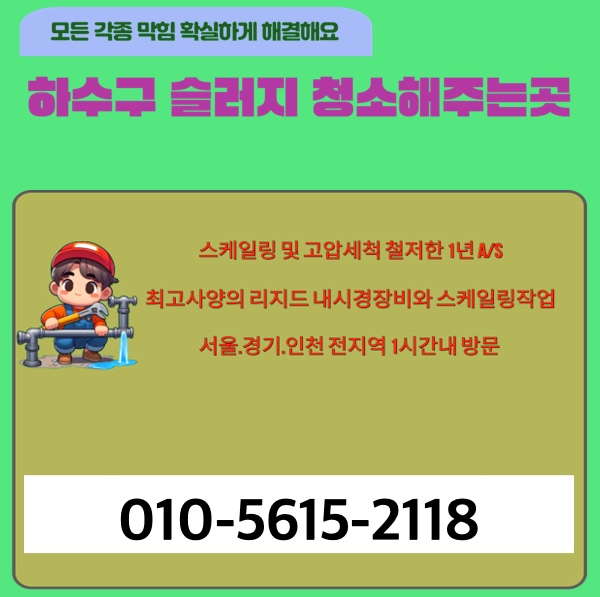 모든 각종 막힘 확실하게 해결해요
하수구 슬러지 청소해주는곳
스케일링 및 고압세척 철저한 1년 A/S
최고사양의 리지드 내시경장비와 스케일링작업
서울.경기.인천 전지역 1시간내 방문
010-5615-2118